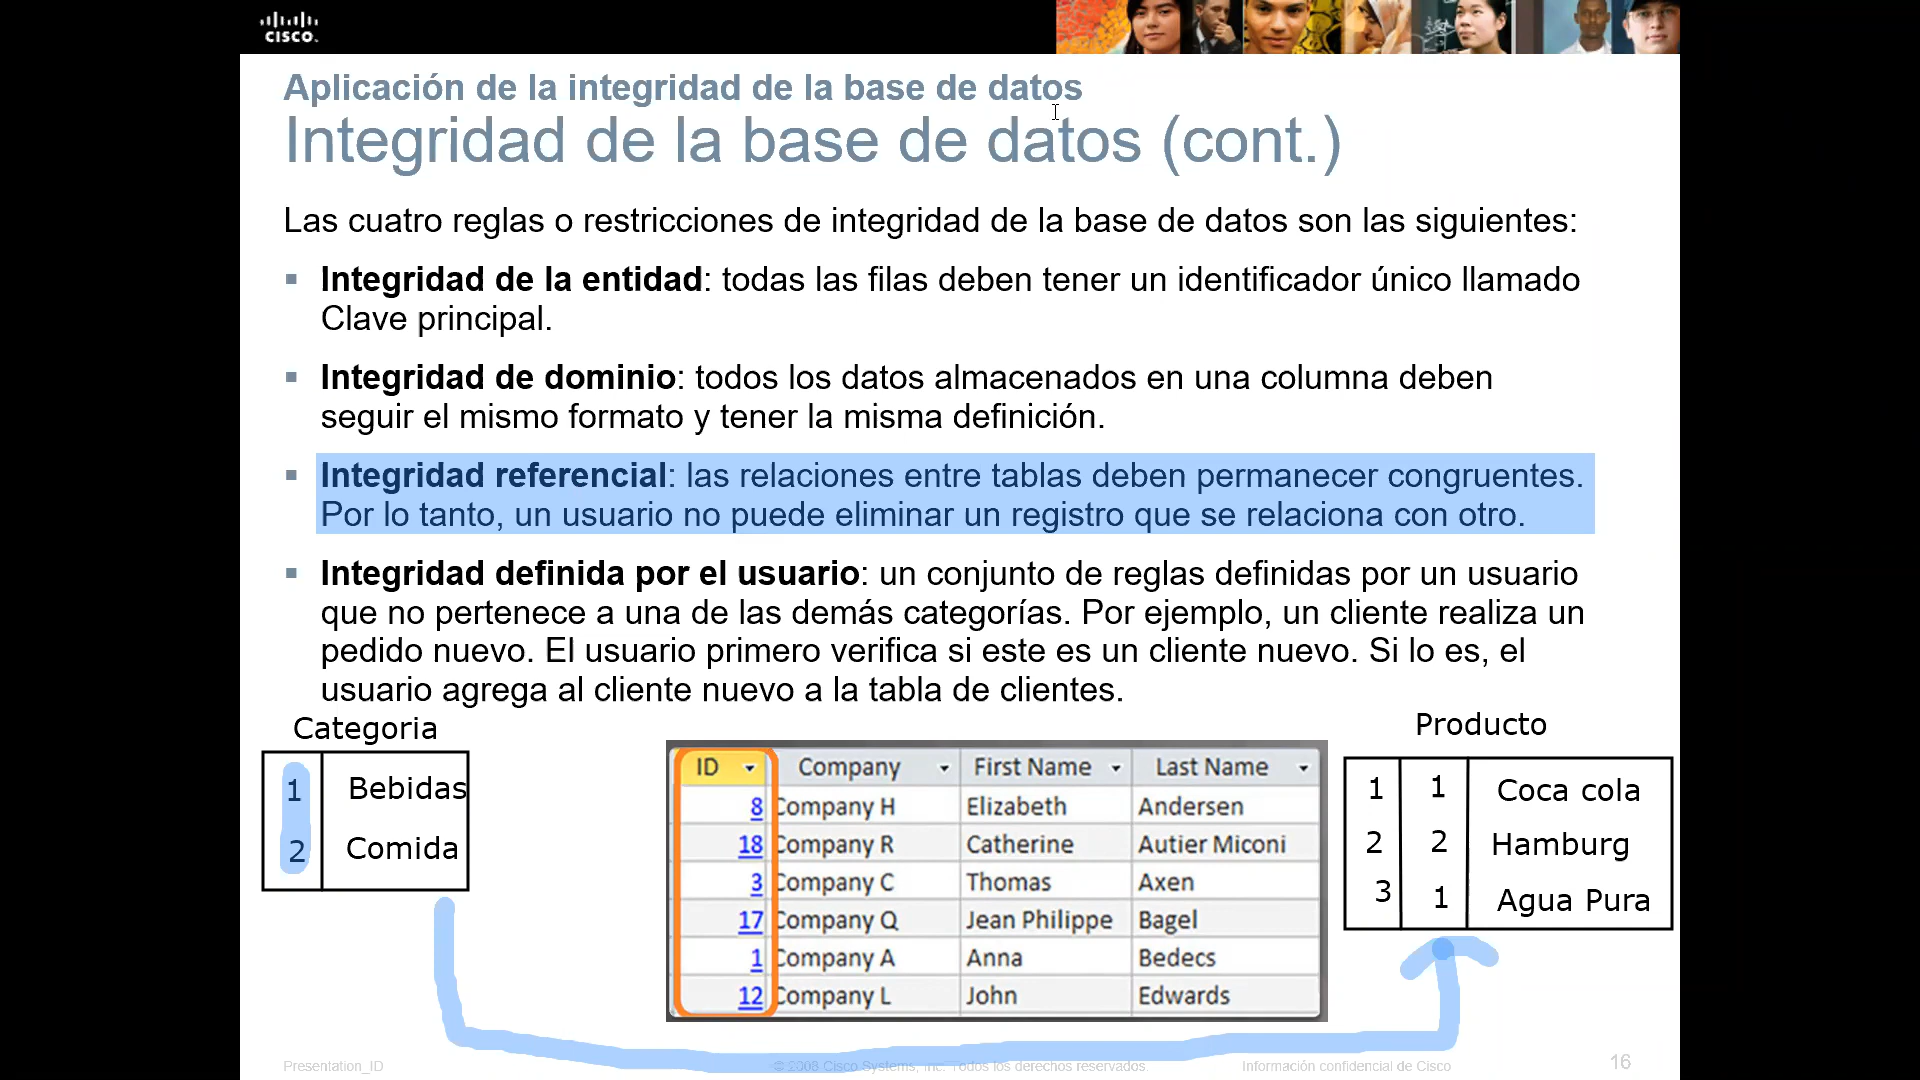 CISCO.
Aplicación de la integridad de la base de datos
Integridad de la base de datos (cont.)
Las cuatro reglas o restricciones de integridad de la base de datos son las siguientes:
Integridad de la entidad: todas las filas deben tener un identificador único llamado
Clave principal.
Integridad de dominio: todos los datos almacenados en una columna deben
seguir el mismo formato y tener la misma definición.
Integridad referencial: las relaciones entre tablas deben permanecer congruentes.
Por lo tanto, un usuario no puede eliminar un registro que se relaciona con otro.
Integridad definida por el usuario: un conjunto de reglas definidas por un usuario
que no pertenece a una de las demás categorías. Por ejemplo, un cliente realiza un
pedido nuevo. El usuario primero verifica si este es un cliente nuevo. Si lo es, el
usuario agrega al cliente nuevo a la tabla de clientes.
Categoria
1 Bebidas
2 Comida
ID Company First Name Last Name
8 Company H Elizabeth Andersen
18 Company R Catherine Autier Miconi
3 Company C Thomas Axen
17 Company Q Jean Philippe Bagel
1 Company A Anna Bedecs
12 Company L John Edwards
Producto
1 1 Coca cola
2 2 Hamburg
3 1 Agua Pura
Presentation_ID
© 2008 Cisco Systems, Inc. Todos los derechos reservados.
Información confidencial de Cisco
16